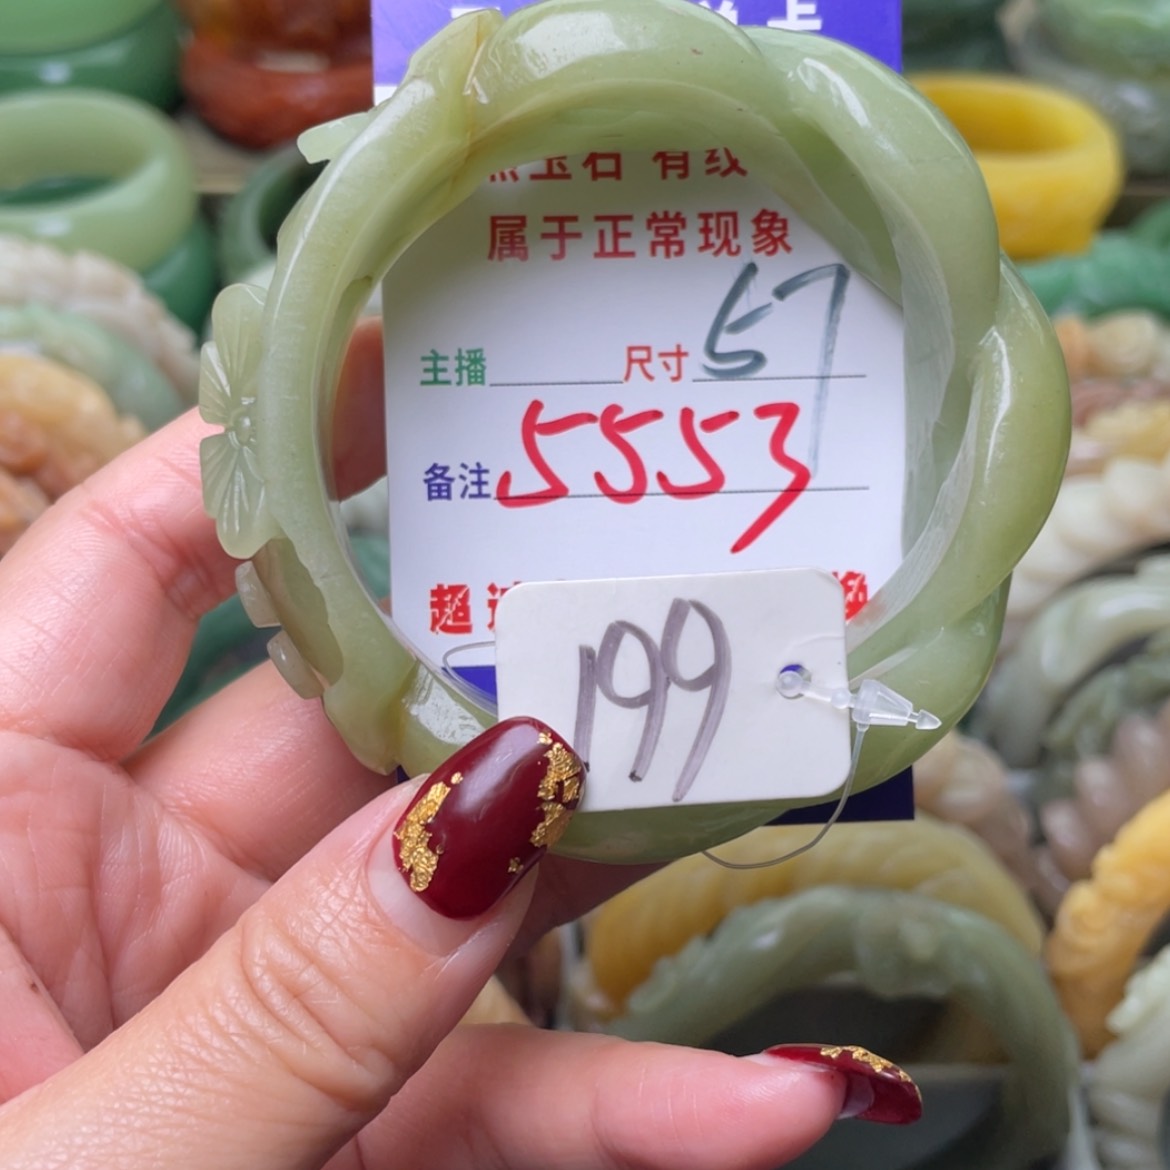 玉石 有纹
属于正常现象
主播 尺寸 57
备注 5553
超
199